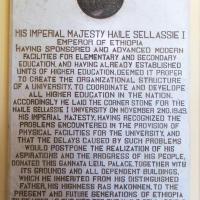 HIS IMPERIAL MAJESTY HAILE SELLASSIE I
EMPEROR OF ETHIOPIA
HAVING SPONSORED AND ADVANCED MODERN
FACILITIES FOR ELEMENTARY AND SECONDARY
EDUCATION, AND HAVING ALREADY ESTABLISHED
UNITS OF HIGHER EDUCATION, DEEMED IT PROPER
TO CREATE THE ORGANIZATIONAL STRUCTURE
OF A UNIVERSITY, TO COORDINATE AND DEVELOP
ALL HIGHER EDUCATION IN THE NATION.
ACCORDINGLY HE LAID THE CORNER STONE FOR THE
HAILE SELLASSIE I UNIVERSITY ON NOVEMBER 2ND, 1949.
HIS IMPERIAL MAJESTY, HAVING RECOGNIZED THE
PROBLEMS ENCOUNTERED IN THE PROVISION OF
PHYSICAL FACILITIES FOR THE UNIVERSITY, AND
THAT THE DELAYS CAUSED BY SUCH PROBLEMS
WOULD POSTPONE THE REALIZATION OF HIS
ASPIRATIONS AND THE PROGRESS OF HIS PEOPLE,
DONATED THIS GANNATA LEUL PALACE, TOGETHER WITH
ITS GROUNDS AND ALL DEPENDENT BUILDINGS,
WHICH HE INHERITED FROM HIS DISTINGUISHED
FATHER, HIS HIGHNESS RAS MAKONNEN, TO THE
PRESENT AND FUTURE GENERATIONS OF ETHIOPIA